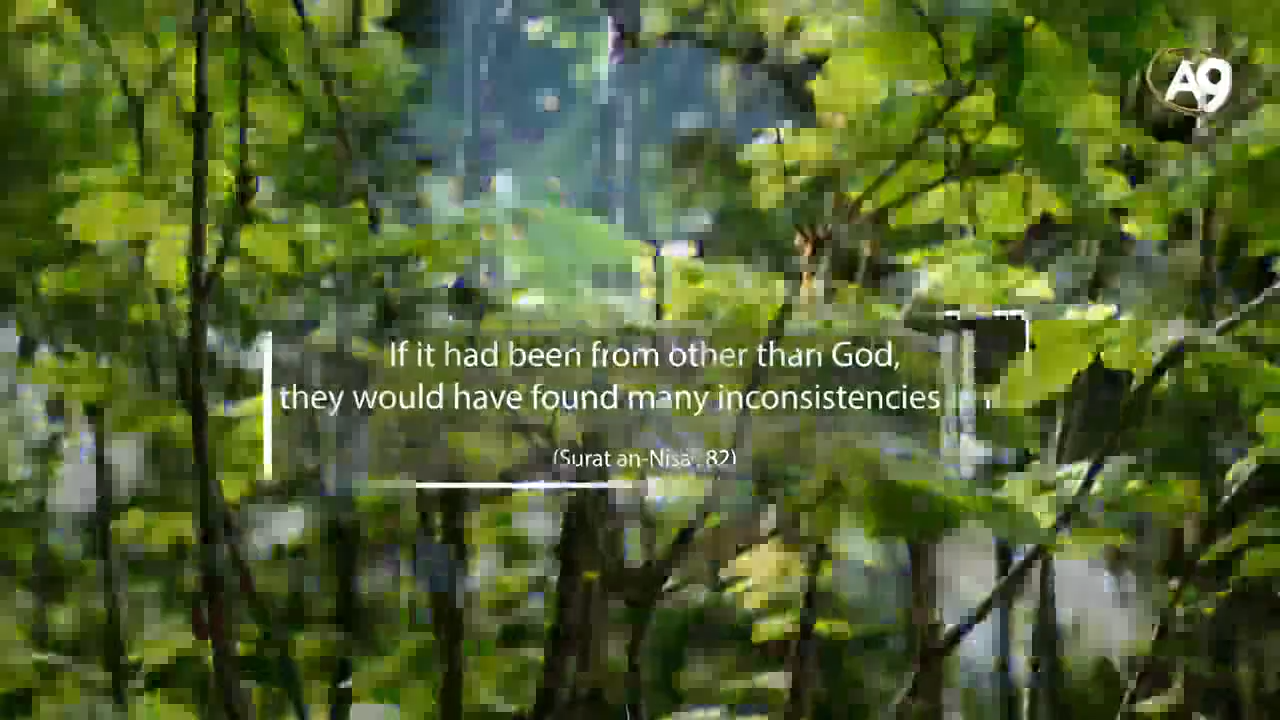 A9
If it had been from other than God,
they would have found many inconsistencies
(Surat an-Nisa', 82)